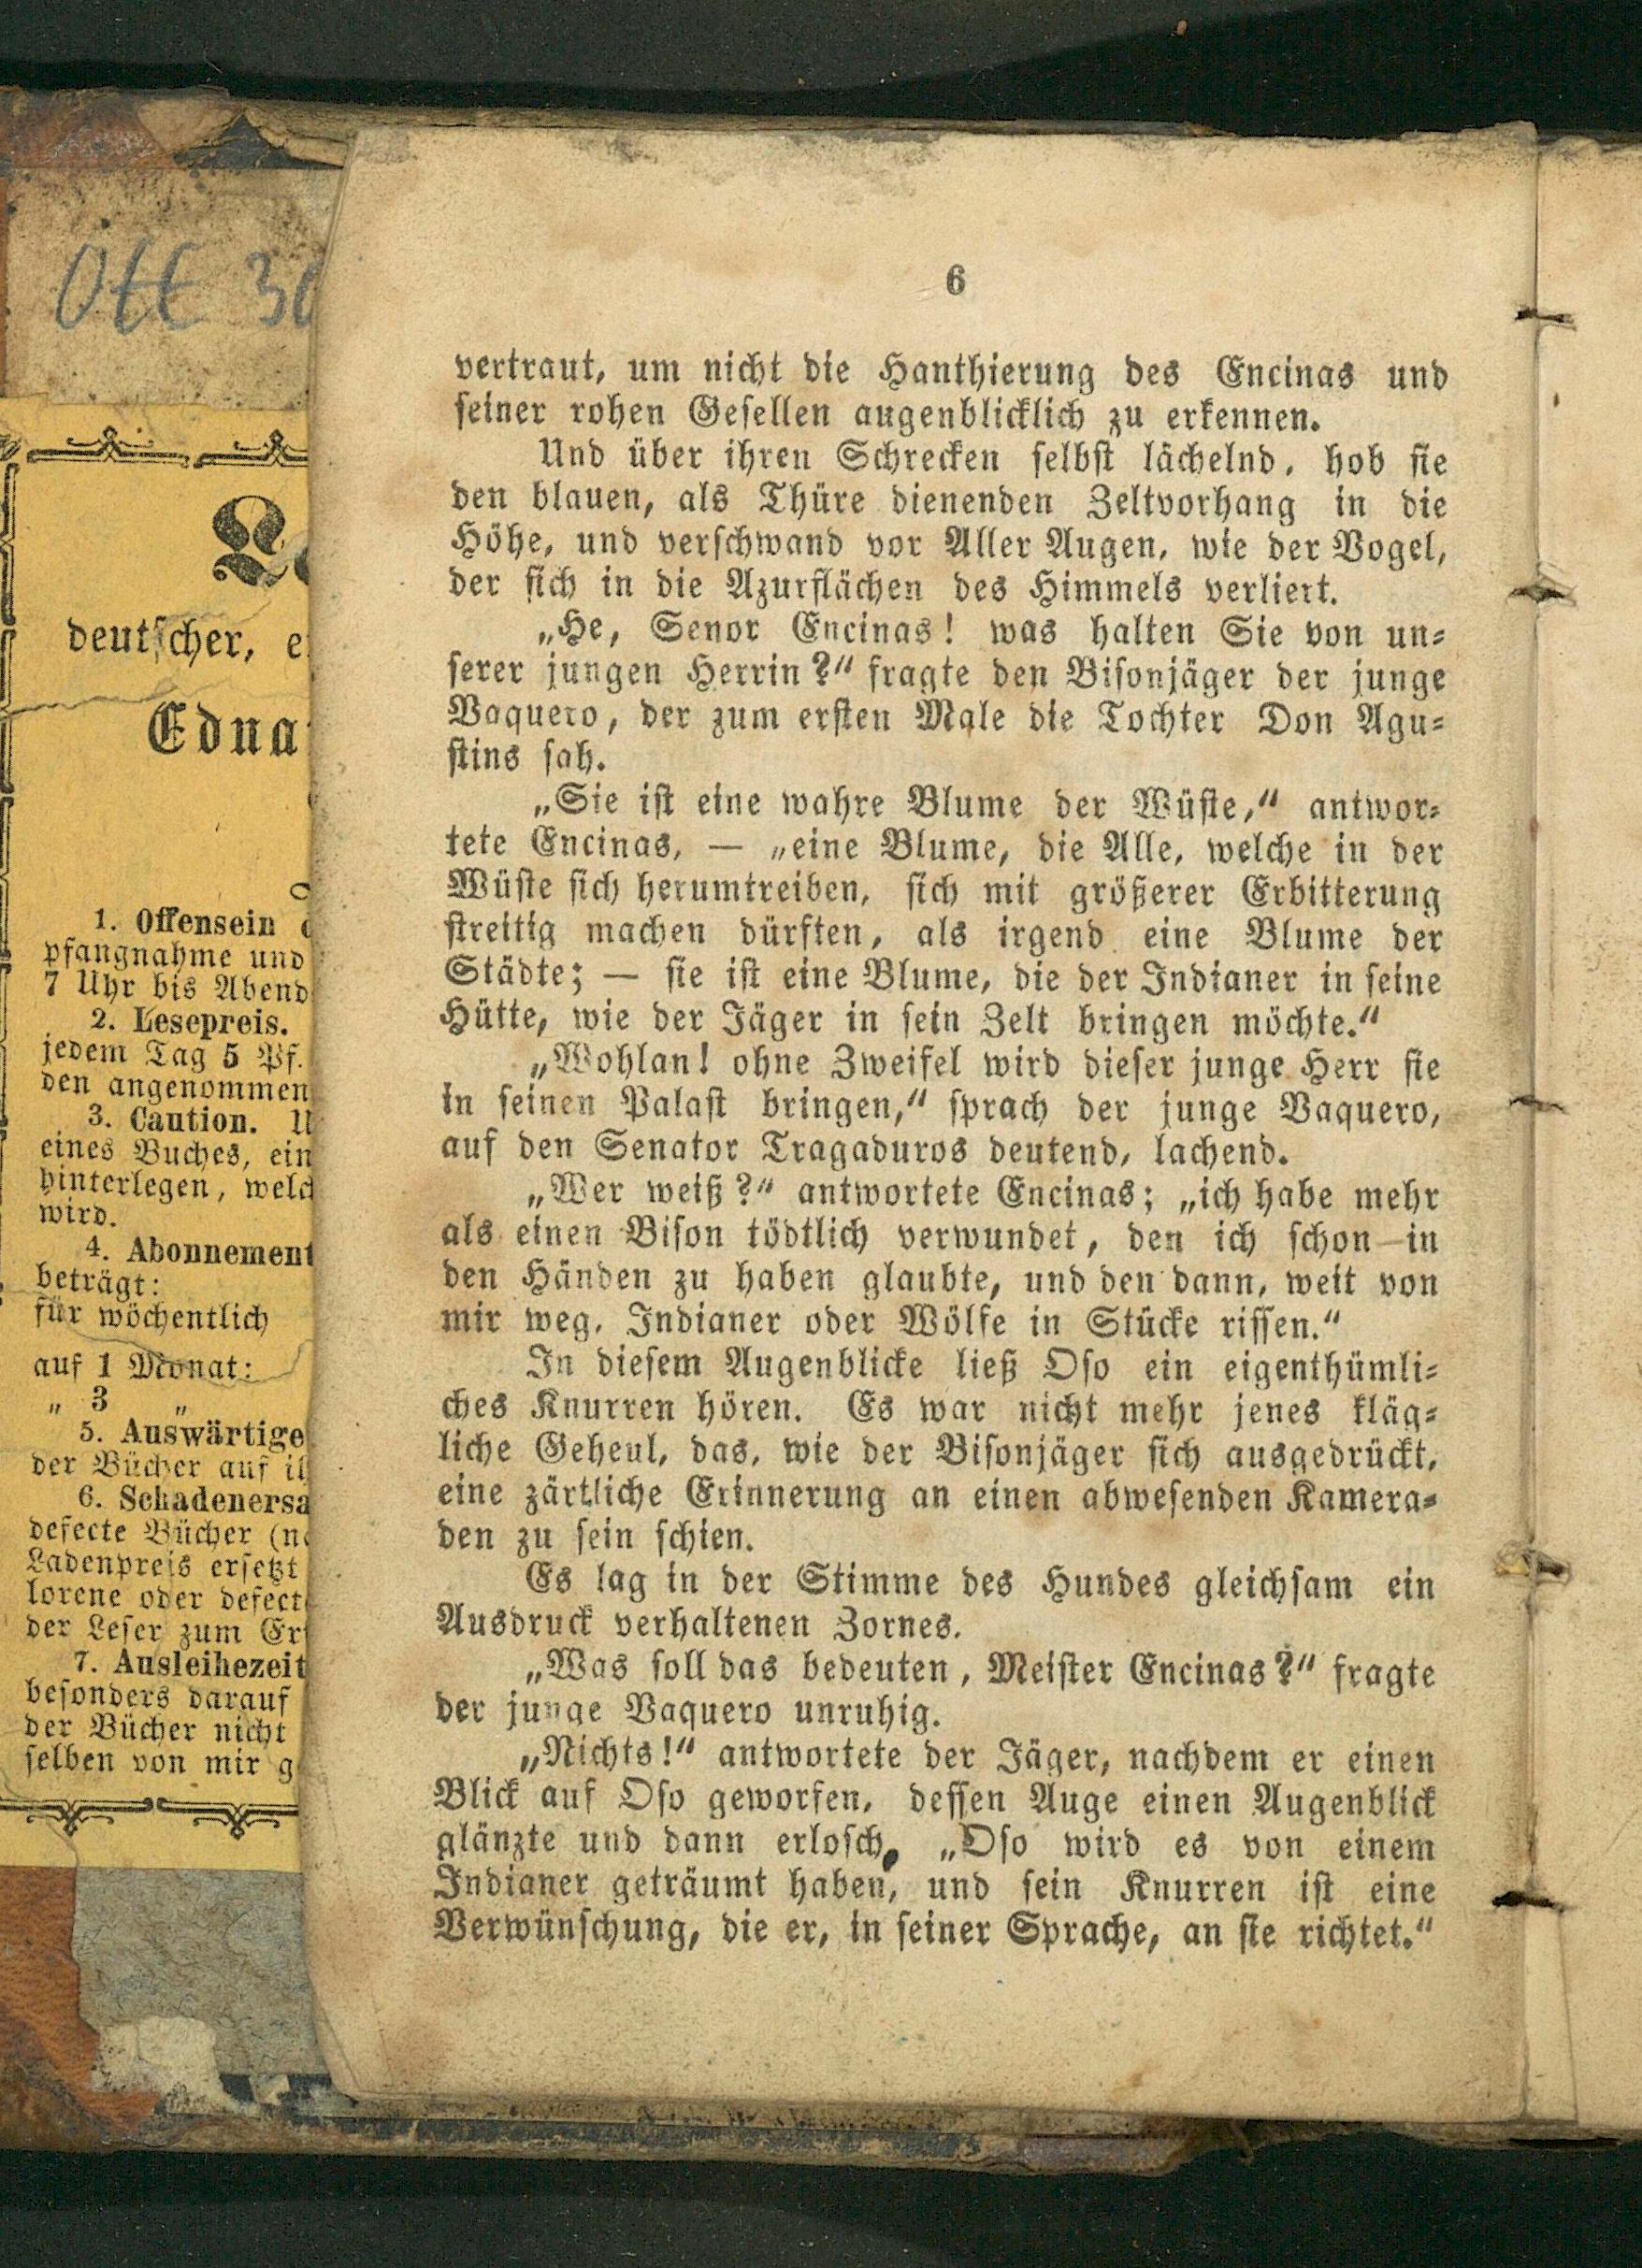 Ott 30
deutscher, e
1. Offensein
pfangnahme und
7 Uhr bis Abend
2. Lesepreis.
jedem Tag 5 Pf.
den angenommen
3. Caution. U
eines Buches, ein
hinterlegen, welch
wird.
4. Abonnement
beträgt:
für wöchentlich
auf 1 Monat:
„ 3 „
5. Auswärtige
der Bücher auf ih
6. Schadenersa
defecte Bücher (n
Ladenpreis ersetzt
lorene oder defect
der Leser zum Er
7. Ausleihezeit
besonders darauf
der Bücher nicht
selben von mir g
6
vertraut, um nicht die Hanthierung des Encinas und
seiner rohen Gesellen augenblicklich zu erkennen.
Und über ihren Schrecken selbst lächelnd, hob sie
den blauen, als Thüre dienenden Zeltvorhang in die
Höhe, und verschwand vor Aller Augen, wie der Vogel,
der sich in die Azurflächen des Himmels verliert.
„He, Senor Encinas! was halten Sie von un-
serer jungen Herrin?“ fragte den Bisonjäger der junge
Vaquero, der zum ersten Male die Tochter Don Agu-
stins sah.
„Sie ist eine wahre Blume der Wüste,“ antwor-
tete Encinas, — „eine Blume, die Alle, welche in der
Wüste sich herumtreiben, sich mit größerer Erbitterung
streitig machen dürften, als irgend eine Blume der
Städte; — sie ist eine Blume, die der Indianer in seine
Hütte, wie der Jäger in sein Zelt bringen möchte.“
„Wohlan! ohne Zweifel wird dieser junge Herr sie
in seinen Palast bringen,“ sprach der junge Vaquero,
auf den Senator Tragaduros deutend, lachend.
„Wer weiß?“ antwortete Encinas; „ich habe mehr
als einen Bison tödtlich verwundet, den ich schon in
den Händen zu haben glaubte, und den dann, weit von
mir weg, Indianer oder Wölfe in Stücke rissen.“
In diesem Augenblicke ließ Oso ein eigenthümli-
ches Knurren hören. Es war nicht mehr jenes kläg-
liche Geheul, das, wie der Bisonjäger sich ausgedrückt,
eine zärtliche Erinnerung an einen abwesenden Kamera-
den zu sein schien.
Es lag in der Stimme des Hundes gleichsam ein
Ausdruck verhaltenen Zornes.
„Was soll das bedeuten, Meister Encinas?“ fragte
der junge Vaquero unruhig.
„Nichts!“ antwortete der Jäger, nachdem er einen
Blick auf Oso geworfen, dessen Auge einen Augenblick
glänzte und dann erlosch, „Oso wird es von einem
Indianer geträumt haben, und sein Knurren ist eine
Verwünschung, die er, in seiner Sprache, an sie richtet.“